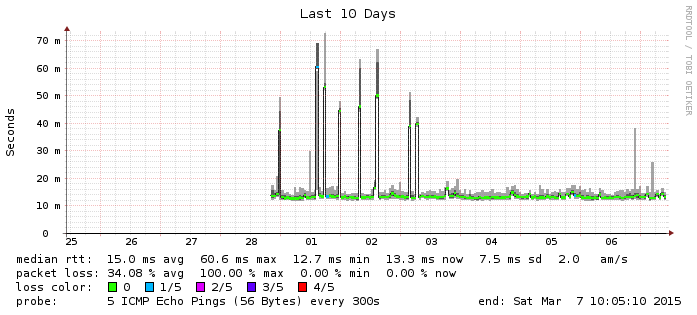 Last 10 Days
RRDTOOL / TOBI OETIKER
Seconds
70 m
60 m
50 m
40 m
30 m
20 m
10 m
0
25 26 27 28 01 02 03 04 05 06
median rtt: 15.0 ms avg 60.6 ms max 12.7 ms min 13.3 ms now 7.5 ms sd 2.0 am/s
packet loss: 34.08 % avg 100.00 % max 0.00 % min 0.00 % now
loss color: 0 1/5 2/5 3/5 4/5
probe: 5 ICMP Echo Pings (56 Bytes) every 300s end: Sat Mar 7 10:05:10 2015